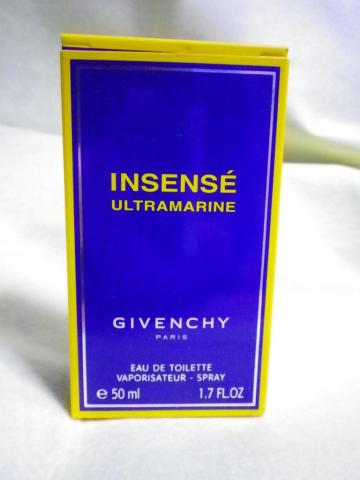 INSENSÉ
ULTRAMARINE
GIVENCHY
PARIS
EAU DE TOILETTE
VAPORISATEUR - SPRAY
℮ 50 ml 1.7 FL.OZ